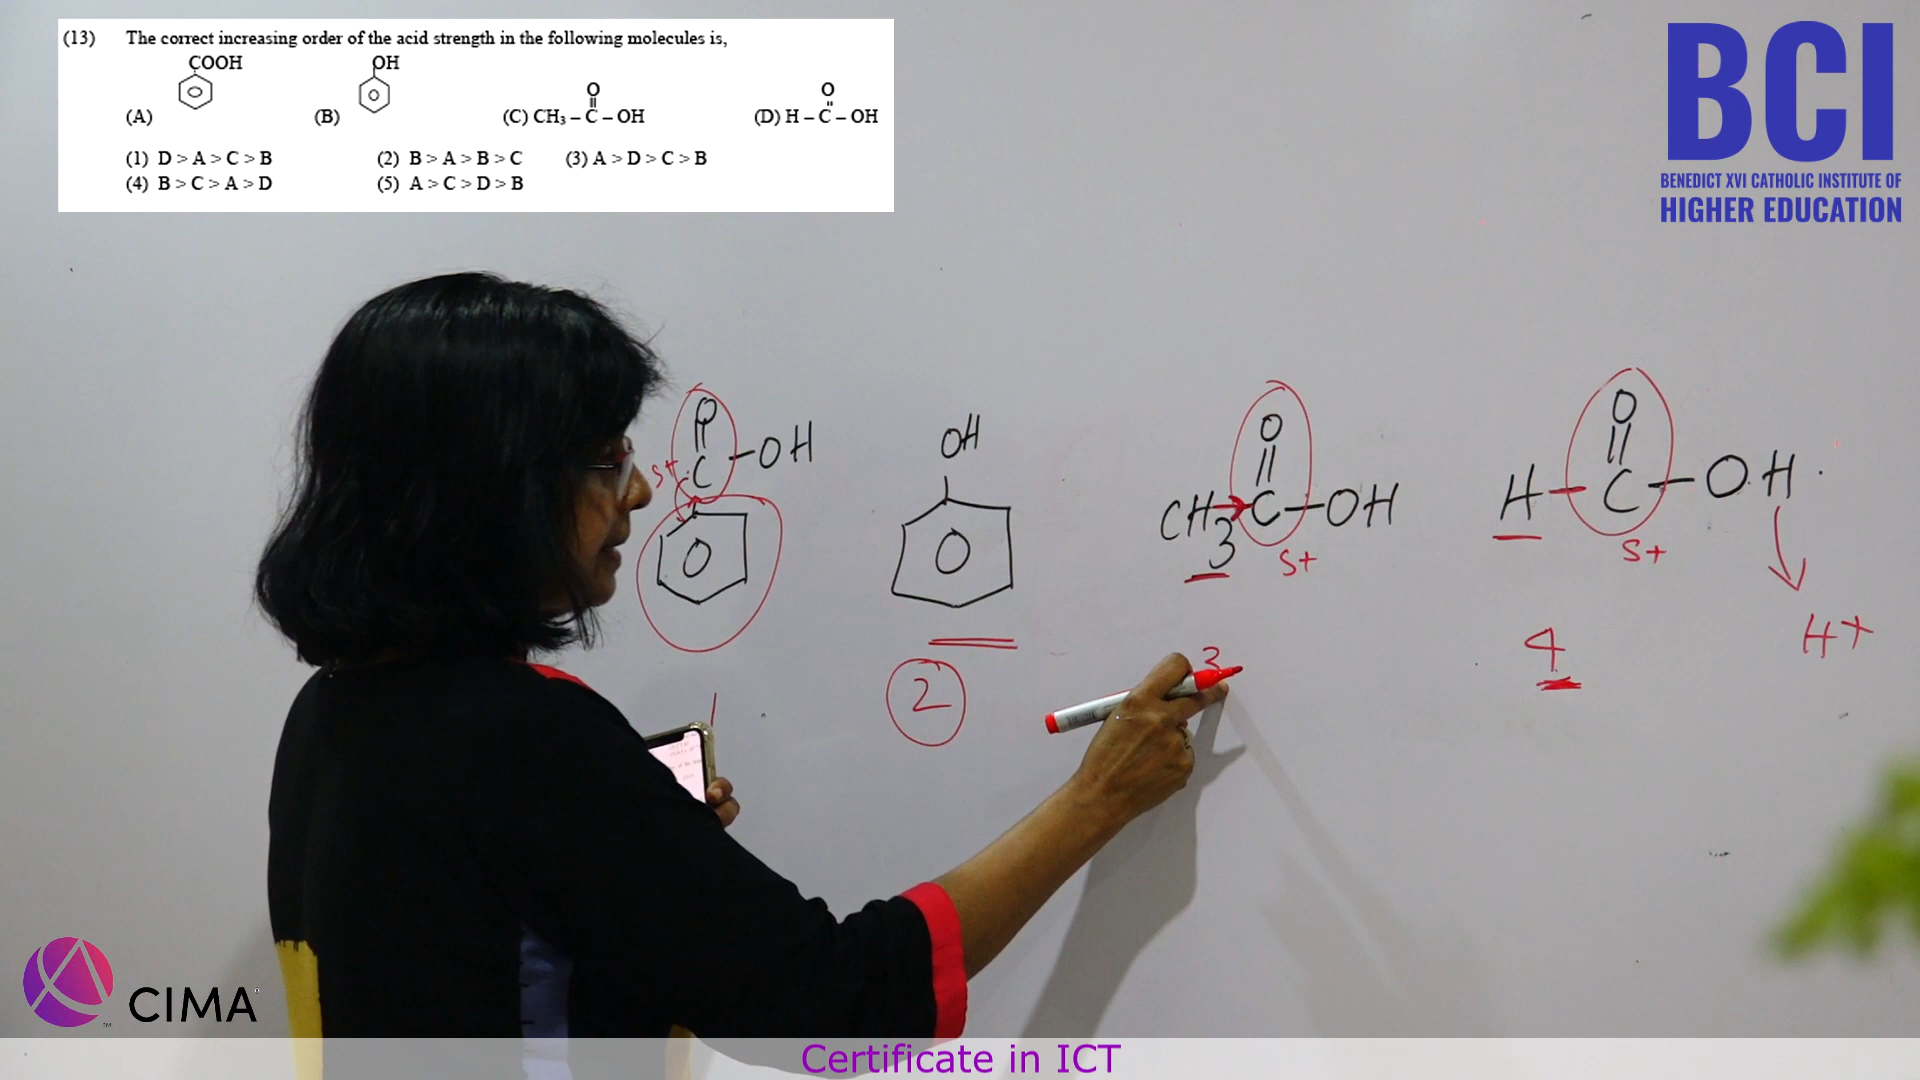 (13) The correct increasing order of the acid strength in the following molecules is,
COOH
OH
O
O
(A)
(B)
(C) CH₃ – C – OH
(D) H – C – OH
(1) D > A > C > B
(2) B > A > B > C
(3) A > D > C > B
(4) B > C > A > D
(5) A > C > D > B
BCI
BENEDICT XVI CATHOLIC INSTITUTE OF
HIGHER EDUCATION
O
C – OH
S+
OH
O
CH3 C – OH
S+
O
H – C – OH
S+
H+
1
2
3
4
CIMA
Certificate in ICT